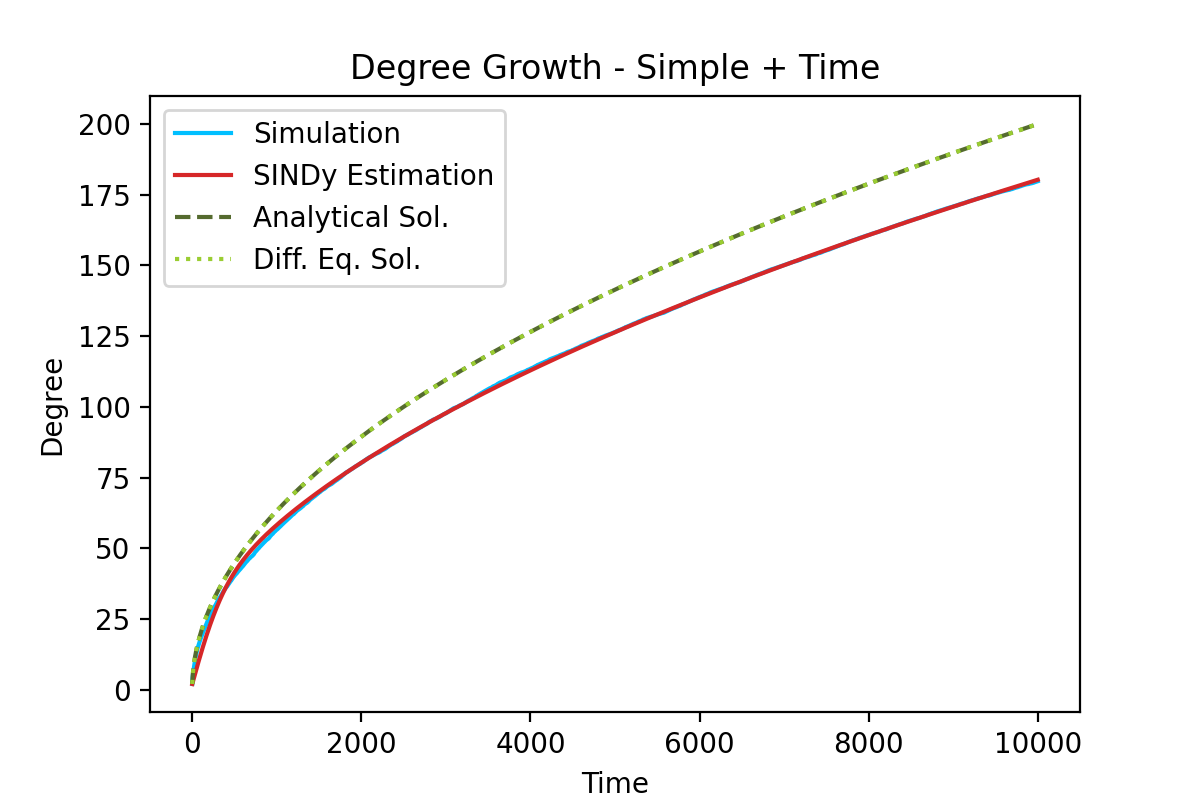 Degree Growth - Simple + Time
Simulation
SINDy Estimation
Analytical Sol.
Diff. Eq. Sol.
200
175
150
125
100
75
50
25
0
Degree
0 2000 4000 6000 8000 10000
Time